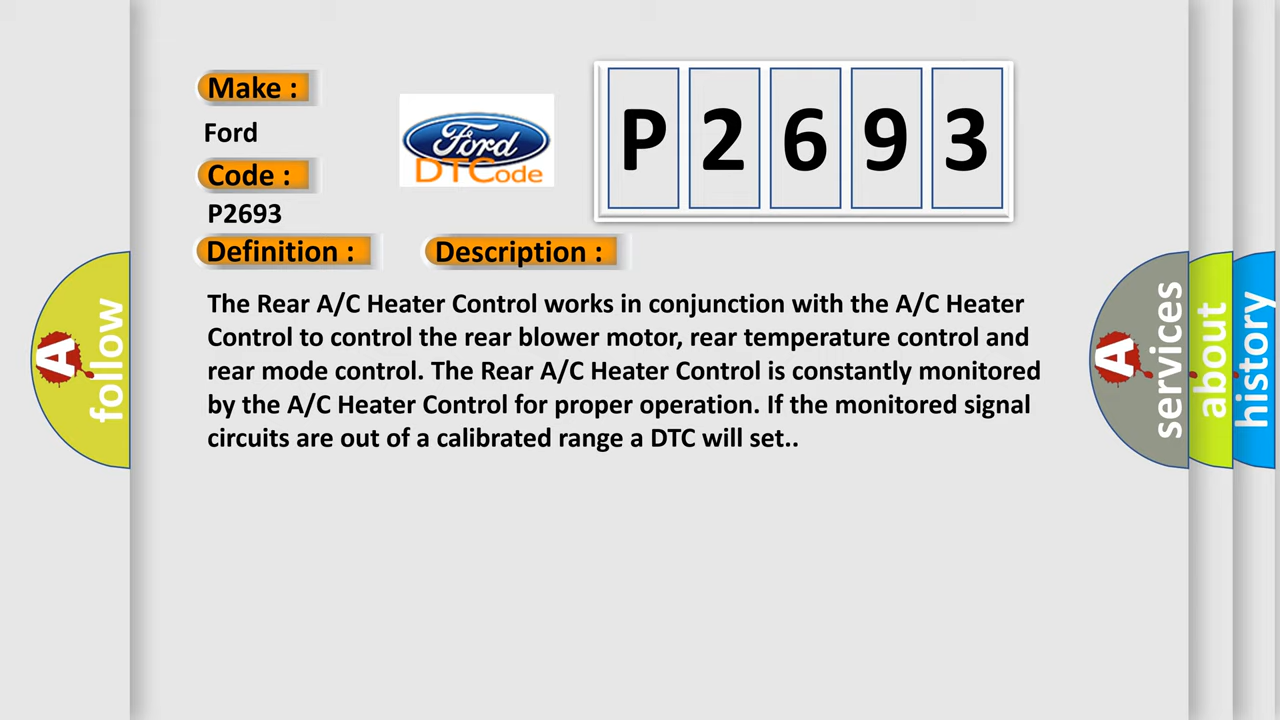 Make :
Ford
Code :
P2693
Ford
DTCode
P 2 6 9 3
Definition :
Description :
The Rear A/C Heater Control works in conjunction with the A/C Heater
Control to control the rear blower motor, rear temperature control and
rear mode control. The Rear A/C Heater Control is constantly monitored
by the A/C Heater Control for proper operation. If the monitored signal
circuits are out of a calibrated range a DTC will set..
A follow
A services
about
history